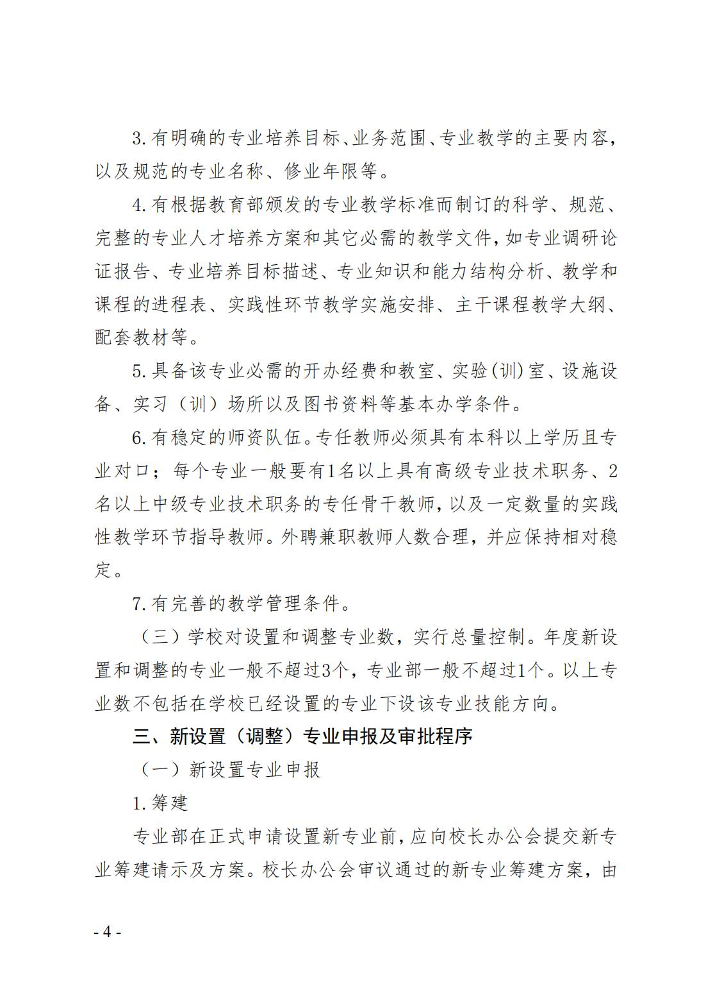 3.有明确的专业培养目标、业务范围、专业教学的主要内容，
以及规范的专业名称、修业年限等。
4.有根据教育部颁发的专业教学标准而制订的科学、规范、
完整的专业人才培养方案和其它必需的教学文件，如专业调研论
证报告、专业培养目标描述、专业知识和能力结构分析、教学和
课程的进程表、实践性环节教学实施安排、主干课程教学大纲、
配套教材等。
5.具备该专业必需的开办经费和教室、实验(训)室、设施设
备、实习（训）场所以及图书资料等基本办学条件。
6.有稳定的师资队伍。专任教师必须具有本科以上学历且专
业对口；每个专业一般要有1名以上具有高级专业技术职务、2
名以上中级专业技术职务的专任骨干教师，以及一定数量的实践
性教学环节指导教师。外聘兼职教师人数合理，并应保持相对稳
定。
7.有完善的教学管理条件。
（三）学校对设置和调整专业数，实行总量控制。年度新设
置和调整的专业一般不超过3个，专业部一般不超过1个。以上专
业数不包括在学校已经设置的专业下设该专业技能方向。
三、新设置（调整）专业申报及审批程序
（一）新设置专业申报
1.筹建
专业部在正式申请设置新专业前，应向校长办公会提交新专
业筹建请示及方案。校长办公会审议通过的新专业筹建方案，由
- 4 -